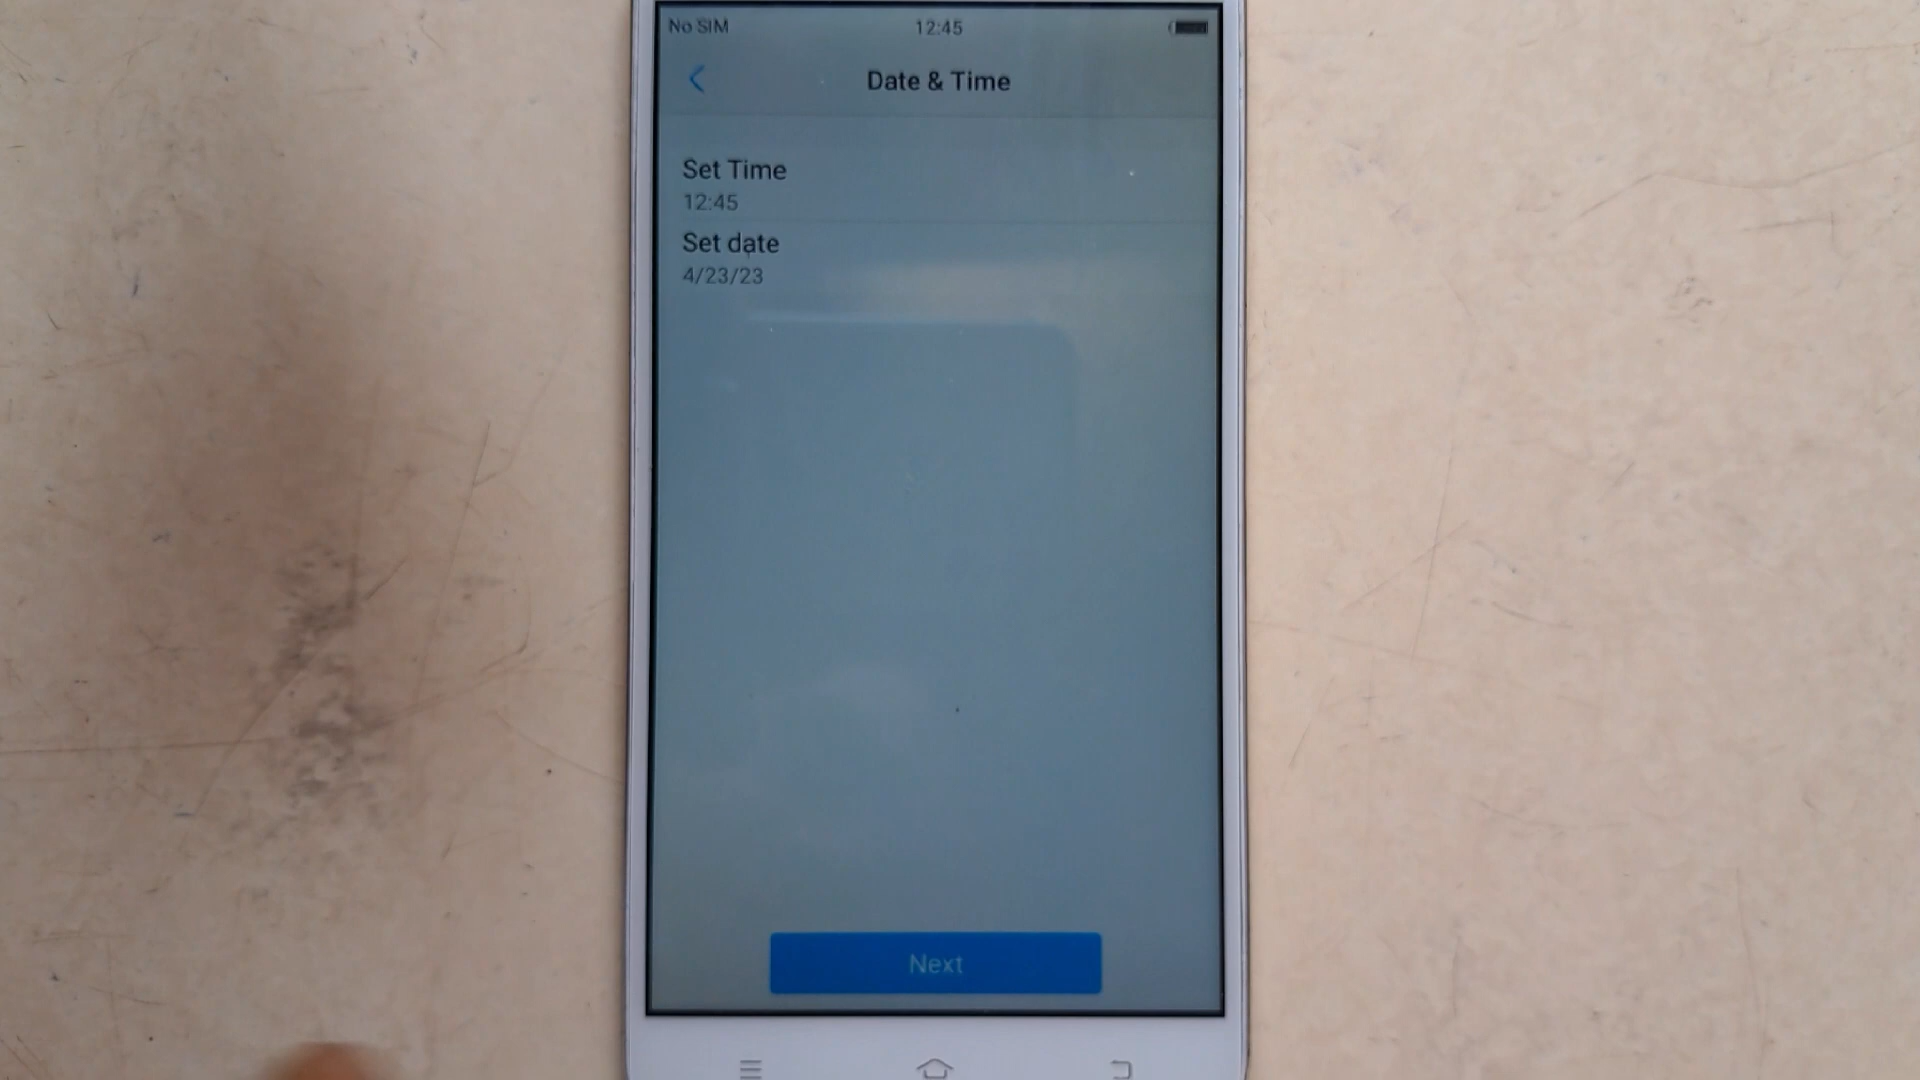 No SIM 12:45
Date & Time
Set Time
12:45
Set date
4/23/23
Next